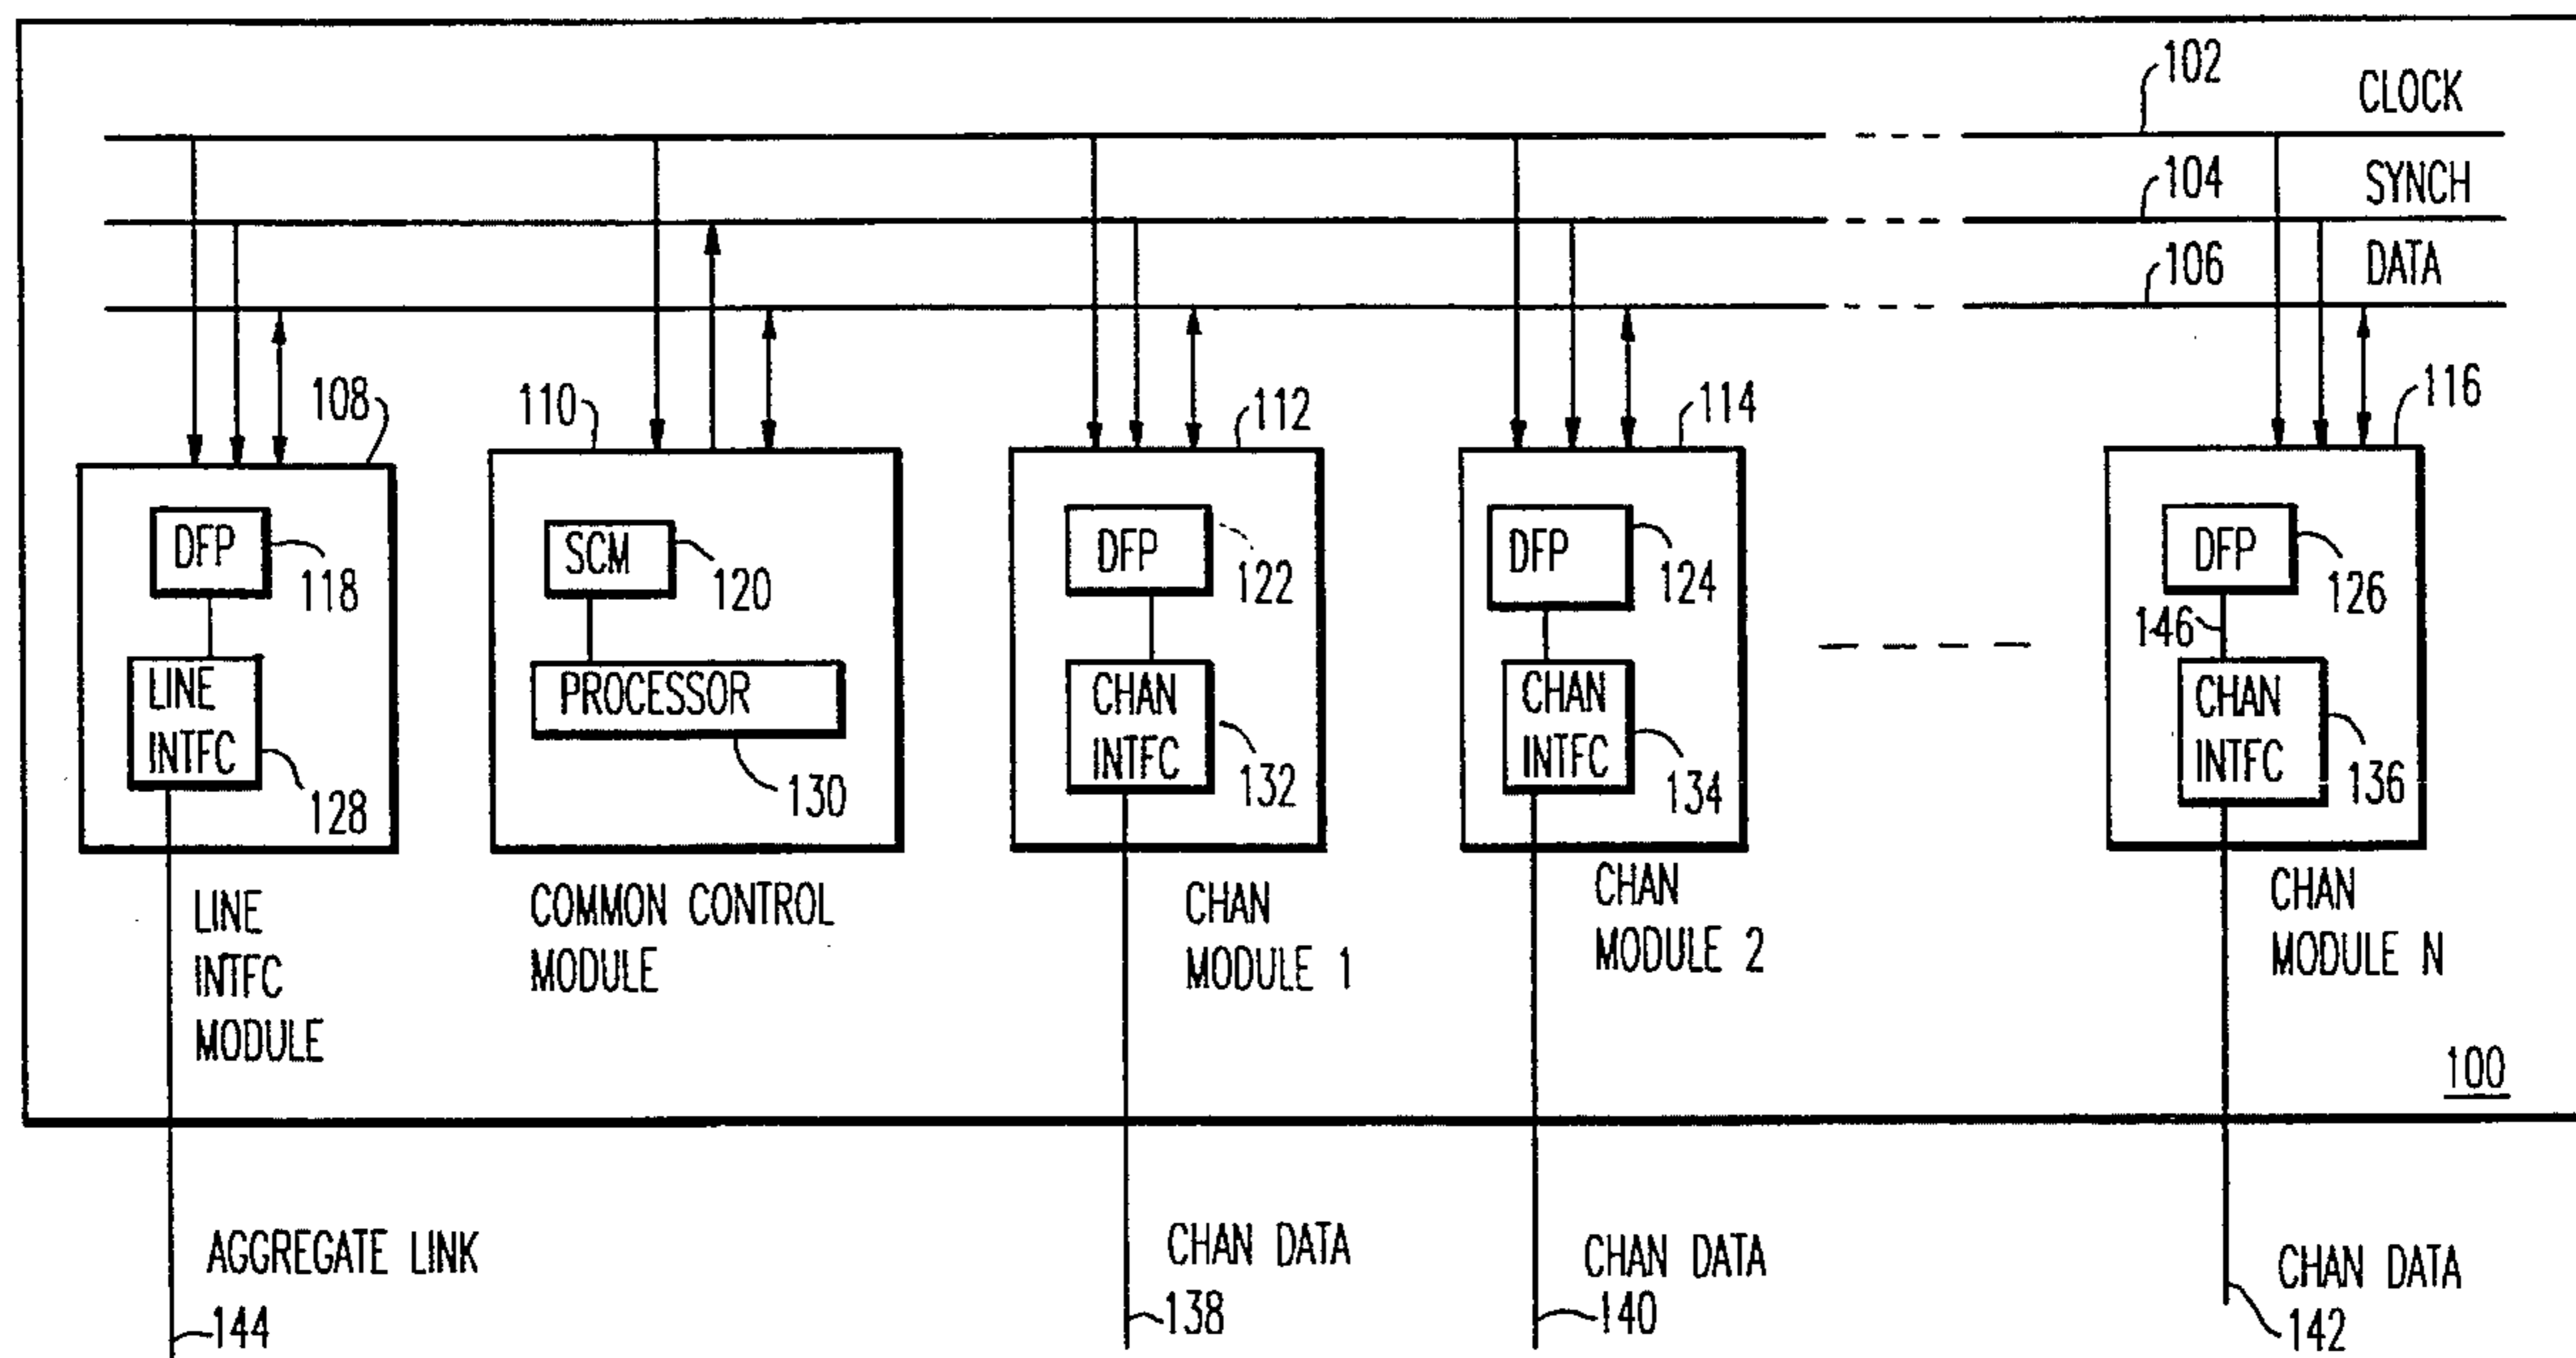 102
CLOCK
104
SYNCH
106
DATA
108
110
112
114
116
DFP
118
SCM
120
DFP
122
DFP
124
DFP
126
146
LINE
INTFC
128
PROCESSOR
130
CHAN
INTFC
132
CHAN
INTFC
134
CHAN
INTFC
136
LINE
INTFC
MODULE
COMMON CONTROL
MODULE
CHAN
MODULE 1
CHAN
MODULE 2
CHAN
MODULE N
100
AGGREGATE LINK
144
CHAN DATA
138
CHAN DATA
140
CHAN DATA
142